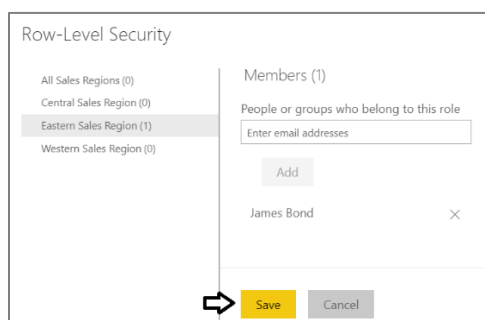 Row-Level Security
All Sales Regions (0)
Central Sales Region (0)
Eastern Sales Region (1)
Western Sales Region (0)
Members (1)
People or groups who belong to this role
Enter email addresses
Add
James Bond
Save
Cancel